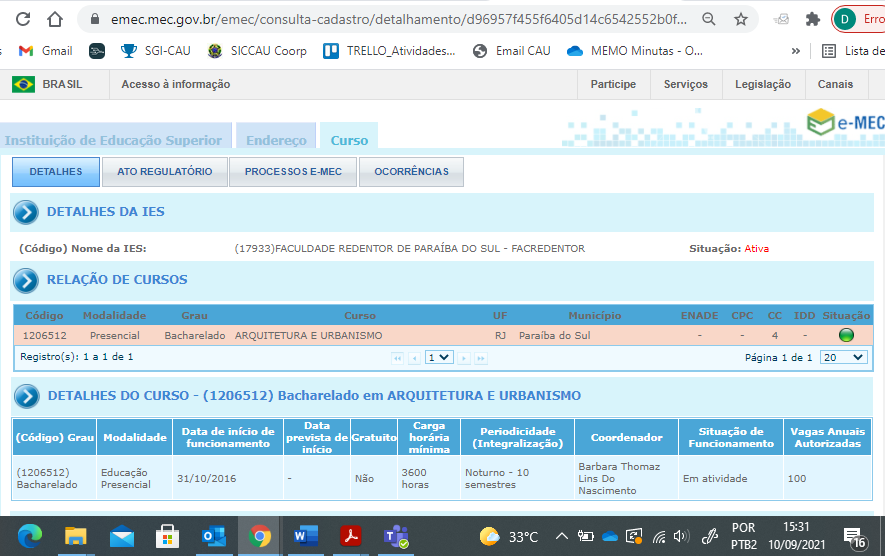 emec.mec.gov.br/emec/consulta-cadastro/detalhamento/d96957f455f6405d14c6542552b0f... D Erro
Gmail SGI-CAU SICCAU Coorp TRELLO_Atividades... Email CAU MEMO Minutas - O... » Lista de
BRASIL Acesso à informação Participe Serviços Legislação Canais
e-MEC
Instituição de Educação Superior Endereço Curso
DETALHES ATO REGULATÓRIO PROCESSOS E-MEC OCORRÊNCIAS
DETALHES DA IES
(Código) Nome da IES: (17933)FACULDADE REDENTOR DE PARAÍBA DO SUL - FACREDENTOR Situação: Ativa
RELAÇÃO DE CURSOS
Código Modalidade Grau Curso UF Município ENADE CPC CC IDD Situação
1206512 Presencial Bacharelado ARQUITETURA E URBANISMO RJ Paraíba do Sul - - 4 -
Registro(s): 1 a 1 de 1 1 Página 1 de 1 20
DETALHES DO CURSO - (1206512) Bacharelado em ARQUITETURA E URBANISMO
(Código) Grau Modalidade Data de início de funcionamento Data prevista de início Gratuito Carga horária mínima Periodicidade (Integralização) Coordenador Situação de Funcionamento Vagas Anuais Autorizadas
(1206512) Bacharelado Educação Presencial 31/10/2016 - Não 3600 horas Noturno - 10 semestres Barbara Thomaz Lins Do Nascimento Em atividade 100
33°C POR 15:31
PTB2 10/09/2021 16